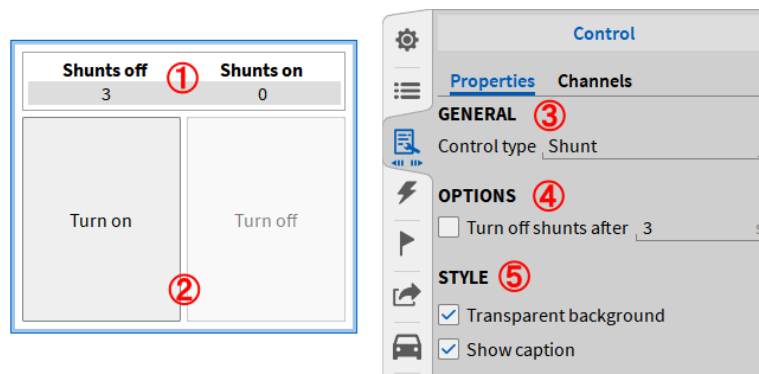 Shunts off ① Shunts on
3 0
Turn on Turn off
②
Control
Properties Channels
GENERAL ③
Control type Shunt
OPTIONS ④
Turn off shunts after 3 s
STYLE ⑤
Transparent background
Show caption